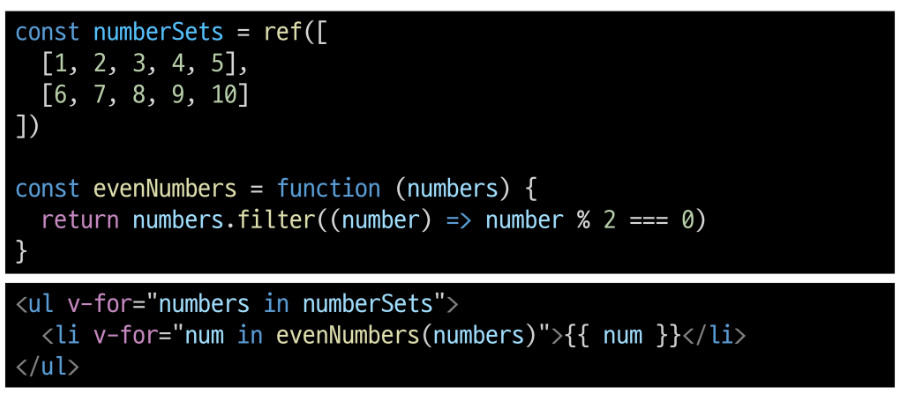 const numberSets = ref([
  [1, 2, 3, 4, 5],
  [6, 7, 8, 9, 10]
])

const evenNumbers = function (numbers) {
  return numbers.filter((number) => number % 2 === 0)
}
<ul v-for="numbers in numberSets">
  <li v-for="num in evenNumbers(numbers)">{{ num }}</li>
</ul>